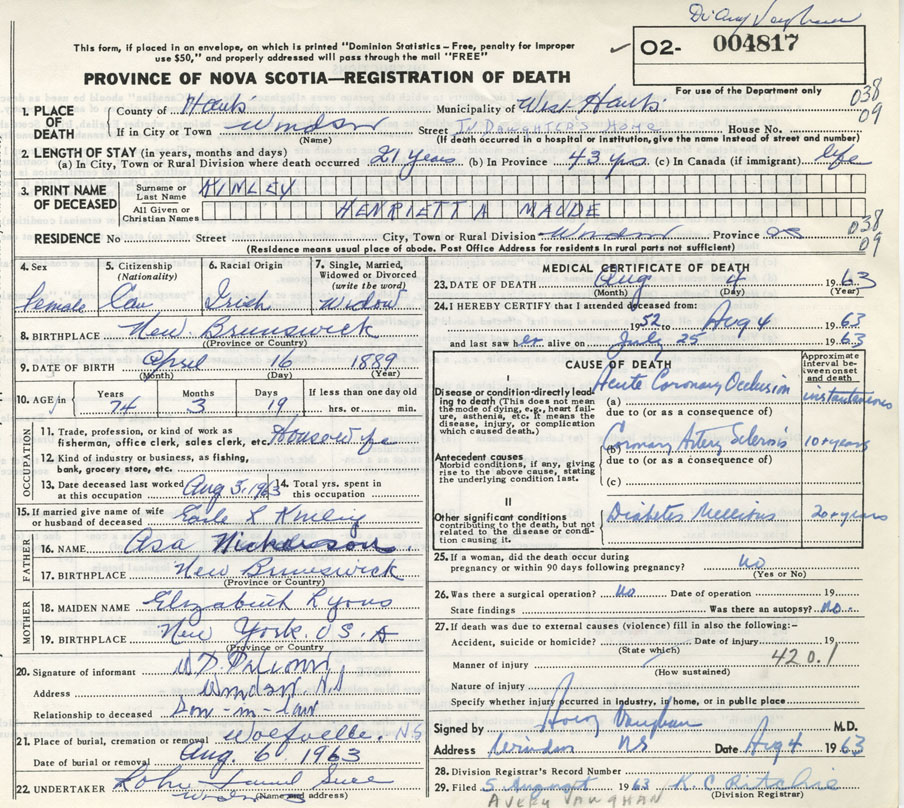 This form, if placed in an envelope, on which is printed "Dominion Statistics – Free, penalty for improper
use $50," and properly addressed will pass through the mail "FREE"
PROVINCE OF NOVA SCOTIA—REGISTRATION OF DEATH
✓ 02- 004817
For use of the Department only
038
09
1. PLACE OF DEATH
County of Hants Municipality of West Hants
If in City or Town Windsor Street IN DAUGHTER'S HOME House No.
(Name) (If death occurred in a hospital or institution, give the name instead of street and number)
2. LENGTH OF STAY (in years, months and days)
(a) In City, Town or Rural Division where death occurred 21 years (b) In Province 43 yrs. (c) In Canada (if immigrant) life
3. PRINT NAME OF DECEASED
Surname or Last Name KINLEY
All Given or Christian Names HENRIETTA MAUDE
038
09
RESIDENCE No Street City, Town or Rural Division Windsor Province NS
(Residence means usual place of abode. Post Office Address for residents in rural parts not sufficient)
4. Sex 5. Citizenship (Nationality) 6. Racial Origin 7. Single, Married, Widowed or Divorced (write the word)
Female Can Irish Widow
8. BIRTHPLACE New Brunswick
(Province or Country)
9. DATE OF BIRTH April 16 1889
(Month) (Day) (Year)
10. AGE in Years Months Days If less than one day old
74 3 19 hrs. or min.
OCCUPATION
11. Trade, profession, or kind of work as
fisherman, office clerk, sales clerk, etc. Housewife
12. Kind of industry or business, as fishing,
bank, grocery store, etc.
13. Date deceased last worked at this occupation Aug 3, 1963 14. Total yrs. spent in this occupation
15. If married give name of wife
or husband of deceased Earle Kinley
FATHER
16. NAME Asa Nickerson.
17. BIRTHPLACE New Brunswick
(Province or Country)
MOTHER
18. MAIDEN NAME Elizabeth Lyons
19. BIRTHPLACE New York. U.S.A
(Province or Country)
20. Signature of informant
Address Windsor, NS
Relationship to deceased Son-in-law
21. Place of burial, cremation or removal Wolfville. NS
Date of burial or removal Aug. 6. 1963
22. UNDERTAKER
Windsor (Name and address)
MEDICAL CERTIFICATE OF DEATH
23. DATE OF DEATH Aug 4 1963
(Month) (Day) (Year)
24. I HEREBY CERTIFY that I attended deceased from:
1952 to Aug 4 1963
and last saw her alive on July 25 1963
CAUSE OF DEATH
Approximate interval between onset and death
I
Disease or condition directly leading to death (This does not mean the mode of dying, e.g., heart failure, asthenia, etc. It means the disease, injury, or complication which caused death.)
(a) Acute Coronary Occlusion instantaneous
due to (or as a consequence of)
Antecedent causes
Morbid conditions, if any, giving rise to the above cause, stating the underlying condition last.
(b) Coronary Artery Sclerosis 10+years
due to (or as a consequence of)
(c)
II
Other significant conditions
contributing to the death, but not related to the disease or condition causing it.
Diabetes Mellitus 20+years
25. If a woman, did the death occur during
pregnancy or within 90 days following pregnancy? no
(Yes or No)
26. Was there a surgical operation? no Date of operation 19
State findings Was there an autopsy? no.
27. If death was due to external causes (violence) fill in also the following:–
Accident, suicide or homicide? Date of injury 19
(State which)
420.1
Manner of injury
(How sustained)
Nature of injury
Specify whether injury occurred in Industry, in home, or in public place
Signed by Avery Vaughan M.D.
Address Windsor NS Date Aug 4 1963
28. Division Registrar's Record Number
29. Filed 5 August 1963 K C Ritchie
(Division Registrar)
AVERY VAUGHAN